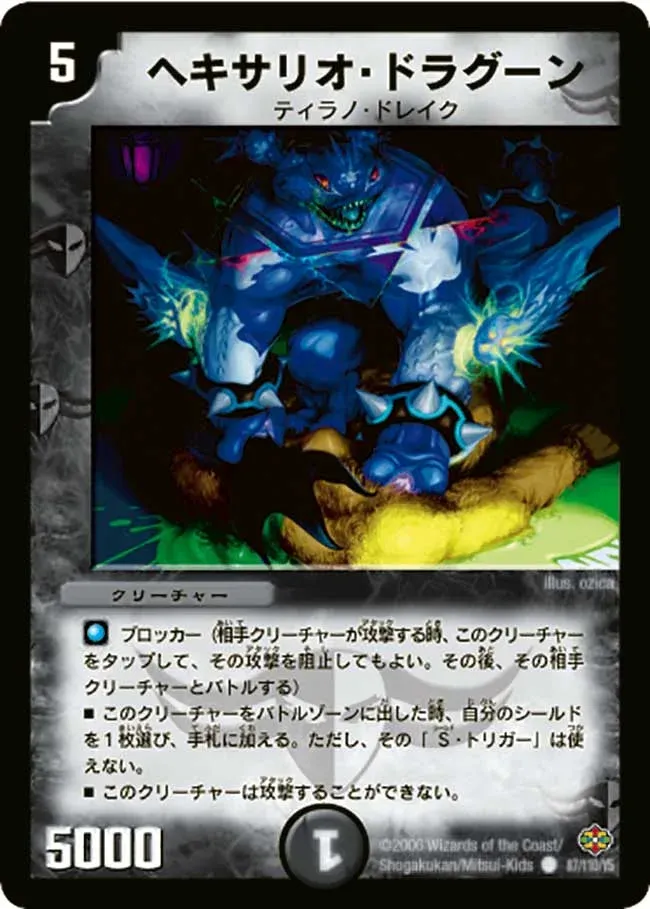 5
ヘキサリオ・ドラグーン
ティラノ・ドレイク
illus. ozica
クリーチャー
ブロッカー（相手クリーチャーが攻撃する時、このクリーチャー
をタップして、その攻撃を阻止してもよい。その後、その相手
クリーチャーとバトルする）
■ このクリーチャーをバトルゾーンに出した時、自分のシールド
を１枚選び、手札に加える。ただし、その「S・トリガー」は使
えない。
■ このクリーチャーは攻撃することができない。
5000
1
©2006 Wizards of the Coast/
Shogakukan/Mitsui-Kids
87/110/Y5